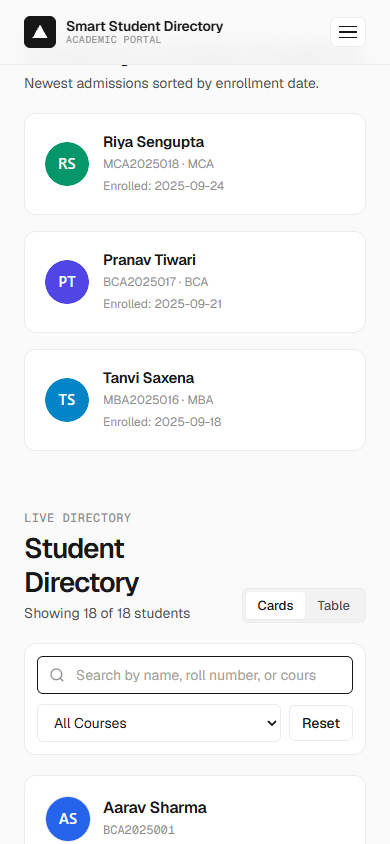 Smart Student Directory
ACADEMIC PORTAL
Newest admissions sorted by enrollment date.
RS
Riya Sengupta
MCA2025018 · MCA
Enrolled: 2025-09-24
PT
Pranav Tiwari
BCA2025017 · BCA
Enrolled: 2025-09-21
TS
Tanvi Saxena
MBA2025016 · MBA
Enrolled: 2025-09-18
LIVE DIRECTORY
Student
Directory
Showing 18 of 18 students
Cards
Table
Search by name, roll number, or cours
All Courses
Reset
AS
Aarav Sharma
BCA2025001